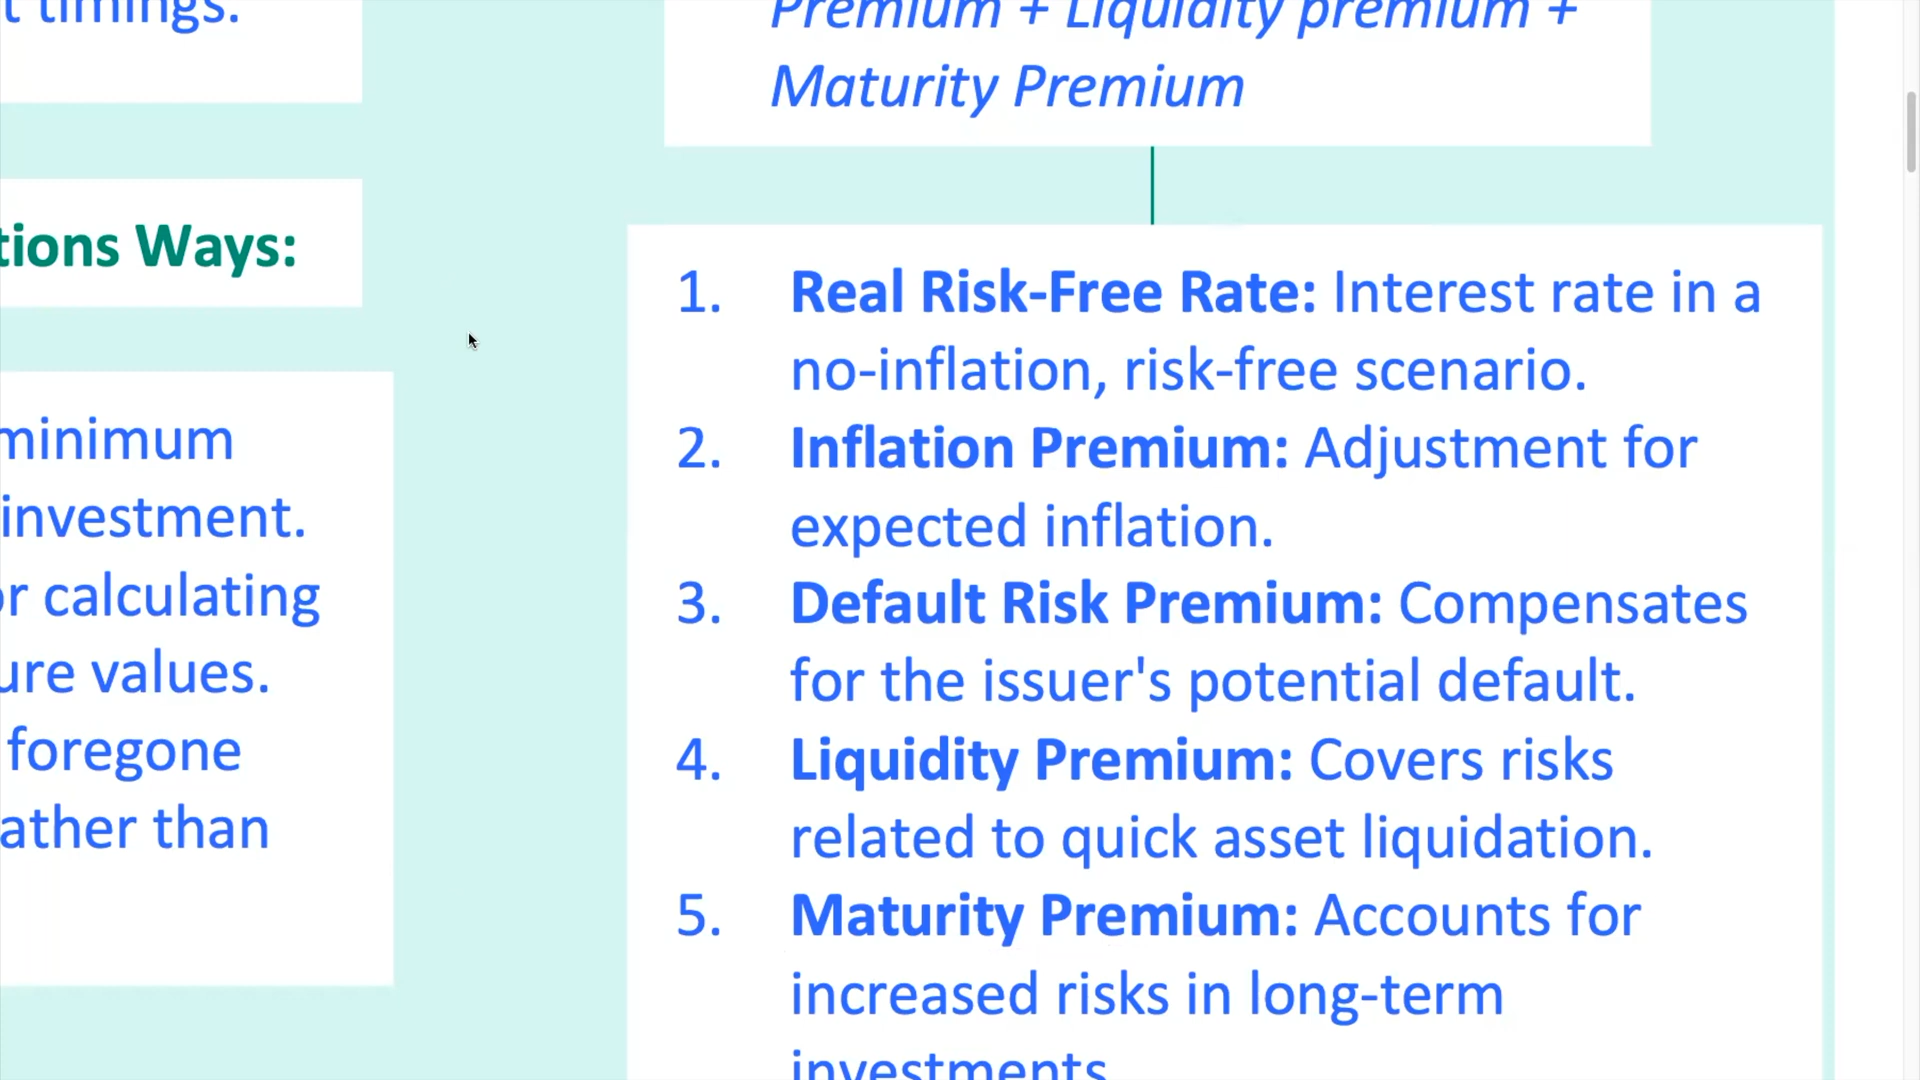 t timings.
tions Ways:
minimum
investment.
or calculating
ure values.
foregone
ather than
Premium + Liquidity premium +
Maturity Premium
1. Real Risk-Free Rate: Interest rate in a
no-inflation, risk-free scenario.
2. Inflation Premium: Adjustment for
expected inflation.
3. Default Risk Premium: Compensates
for the issuer's potential default.
4. Liquidity Premium: Covers risks
related to quick asset liquidation.
5. Maturity Premium: Accounts for
increased risks in long-term
investments.